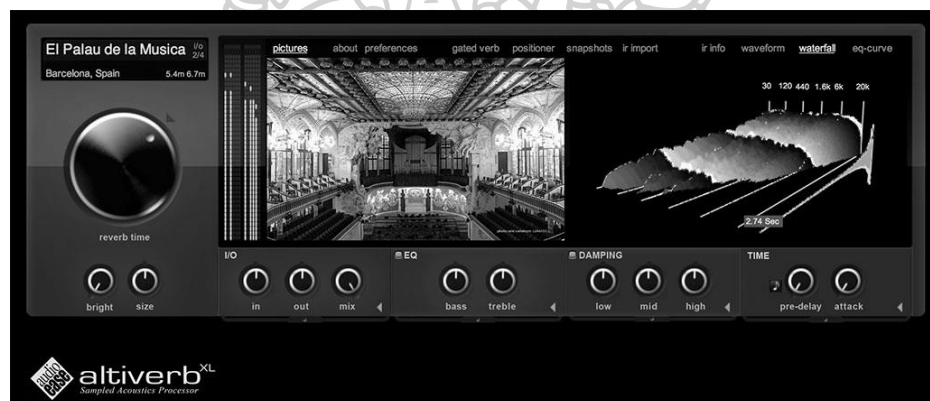 El Palau de la Musica i/o 2/4
Barcelona, Spain 5.4m 6.7m
pictures about preferences gated verb positioner snapshots ir import ir info waveform waterfall eq-curve
30 120 440 1.6k 6k 20k
2.74 Sec
reverb time
I/O EQ DAMPING TIME
bright size in out mix bass treble low mid high pre-delay attack
audio ease
altiverb XL
Sampled Acoustics Processor